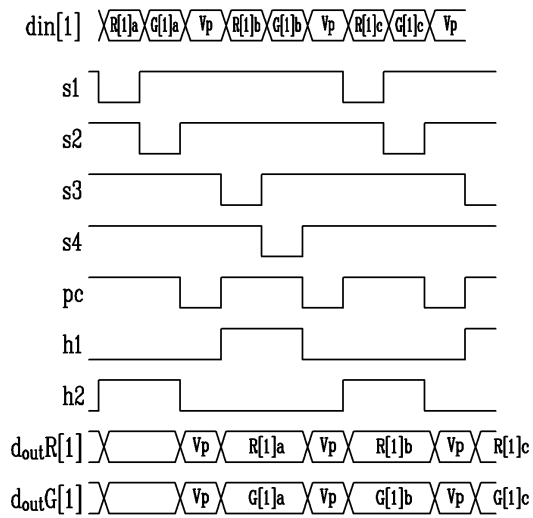 din[1] R[1]a G[1]a Vp R[1]b G[1]b Vp R[1]c G[1]c Vp
s1
s2
s3
s4
pc
h1
h2
doutR[1] Vp R[1]a Vp R[1]b Vp R[1]c
doutG[1] Vp G[1]a Vp G[1]b Vp G[1]c